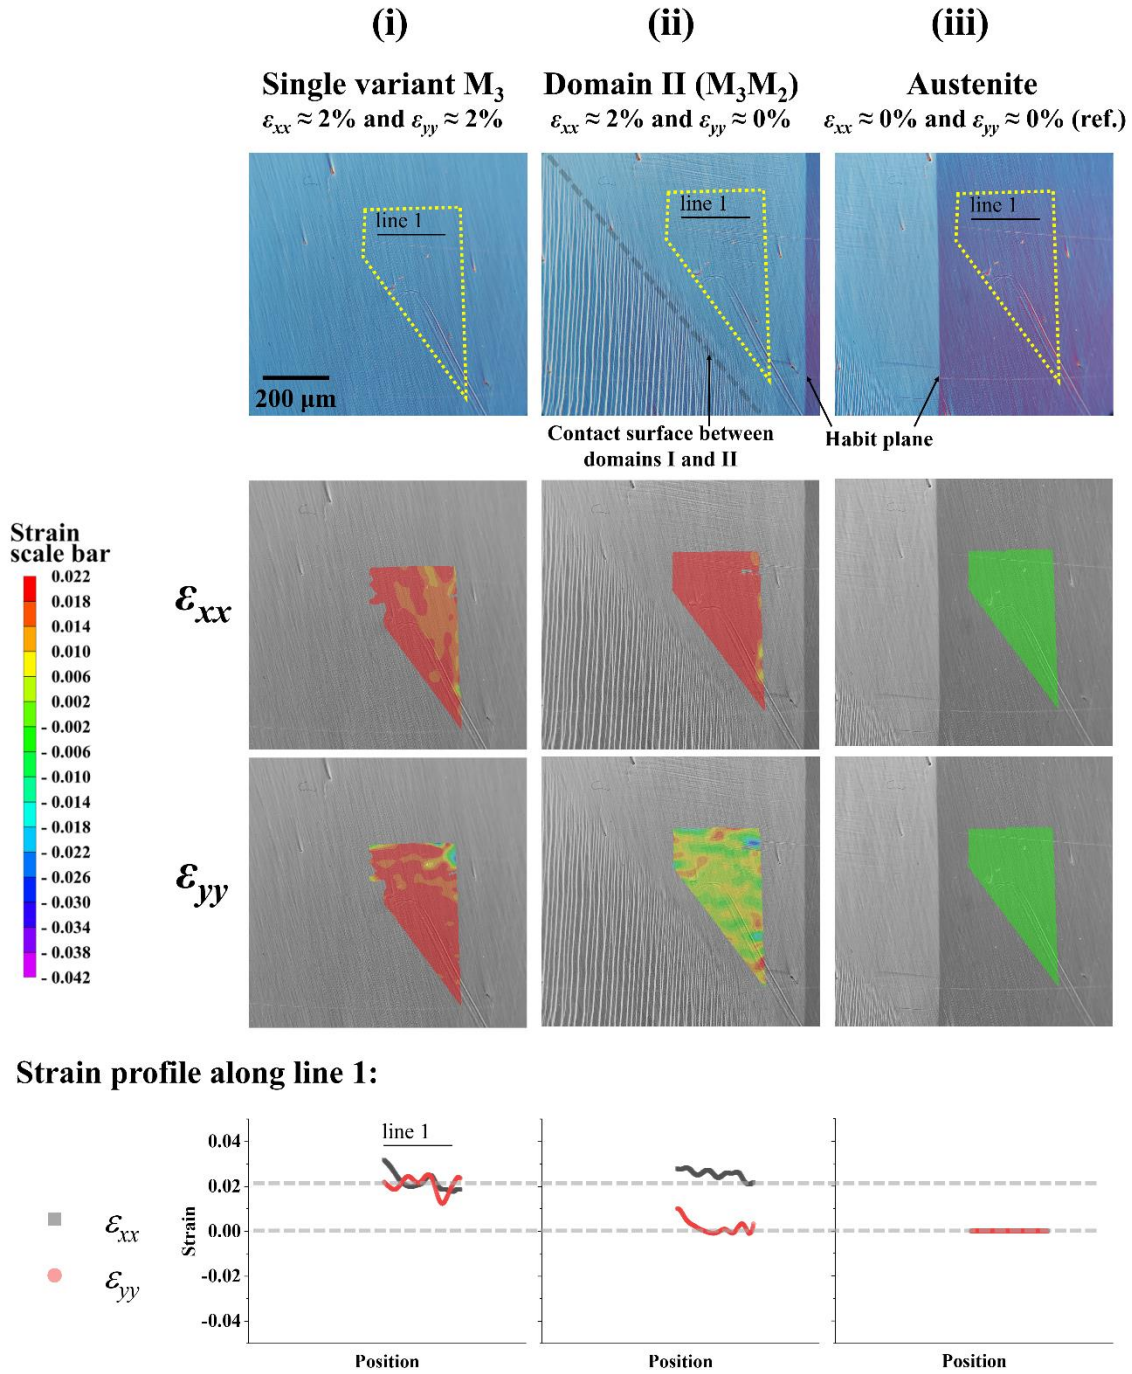 (i)
(ii)
(iii)
Single variant M₃
εxx ≈ 2% and εyy ≈ 2%
Domain II (M₃M₂)
εxx ≈ 2% and εyy ≈ 0%
Austenite
εxx ≈ 0% and εyy ≈ 0% (ref.)
line 1
line 1
line 1
200 µm
Contact surface between
domains I and II
Habit plane
Strain
scale bar
0.022
0.018
0.014
0.010
0.006
0.002
- 0.002
- 0.006
- 0.010
- 0.014
- 0.018
- 0.022
- 0.026
- 0.030
- 0.034
- 0.038
- 0.042
εxx
εyy
Strain profile along line 1:
εxx
εyy
Strain
0.04
0.02
0.00
-0.02
-0.04
line 1
Position
Position
Position